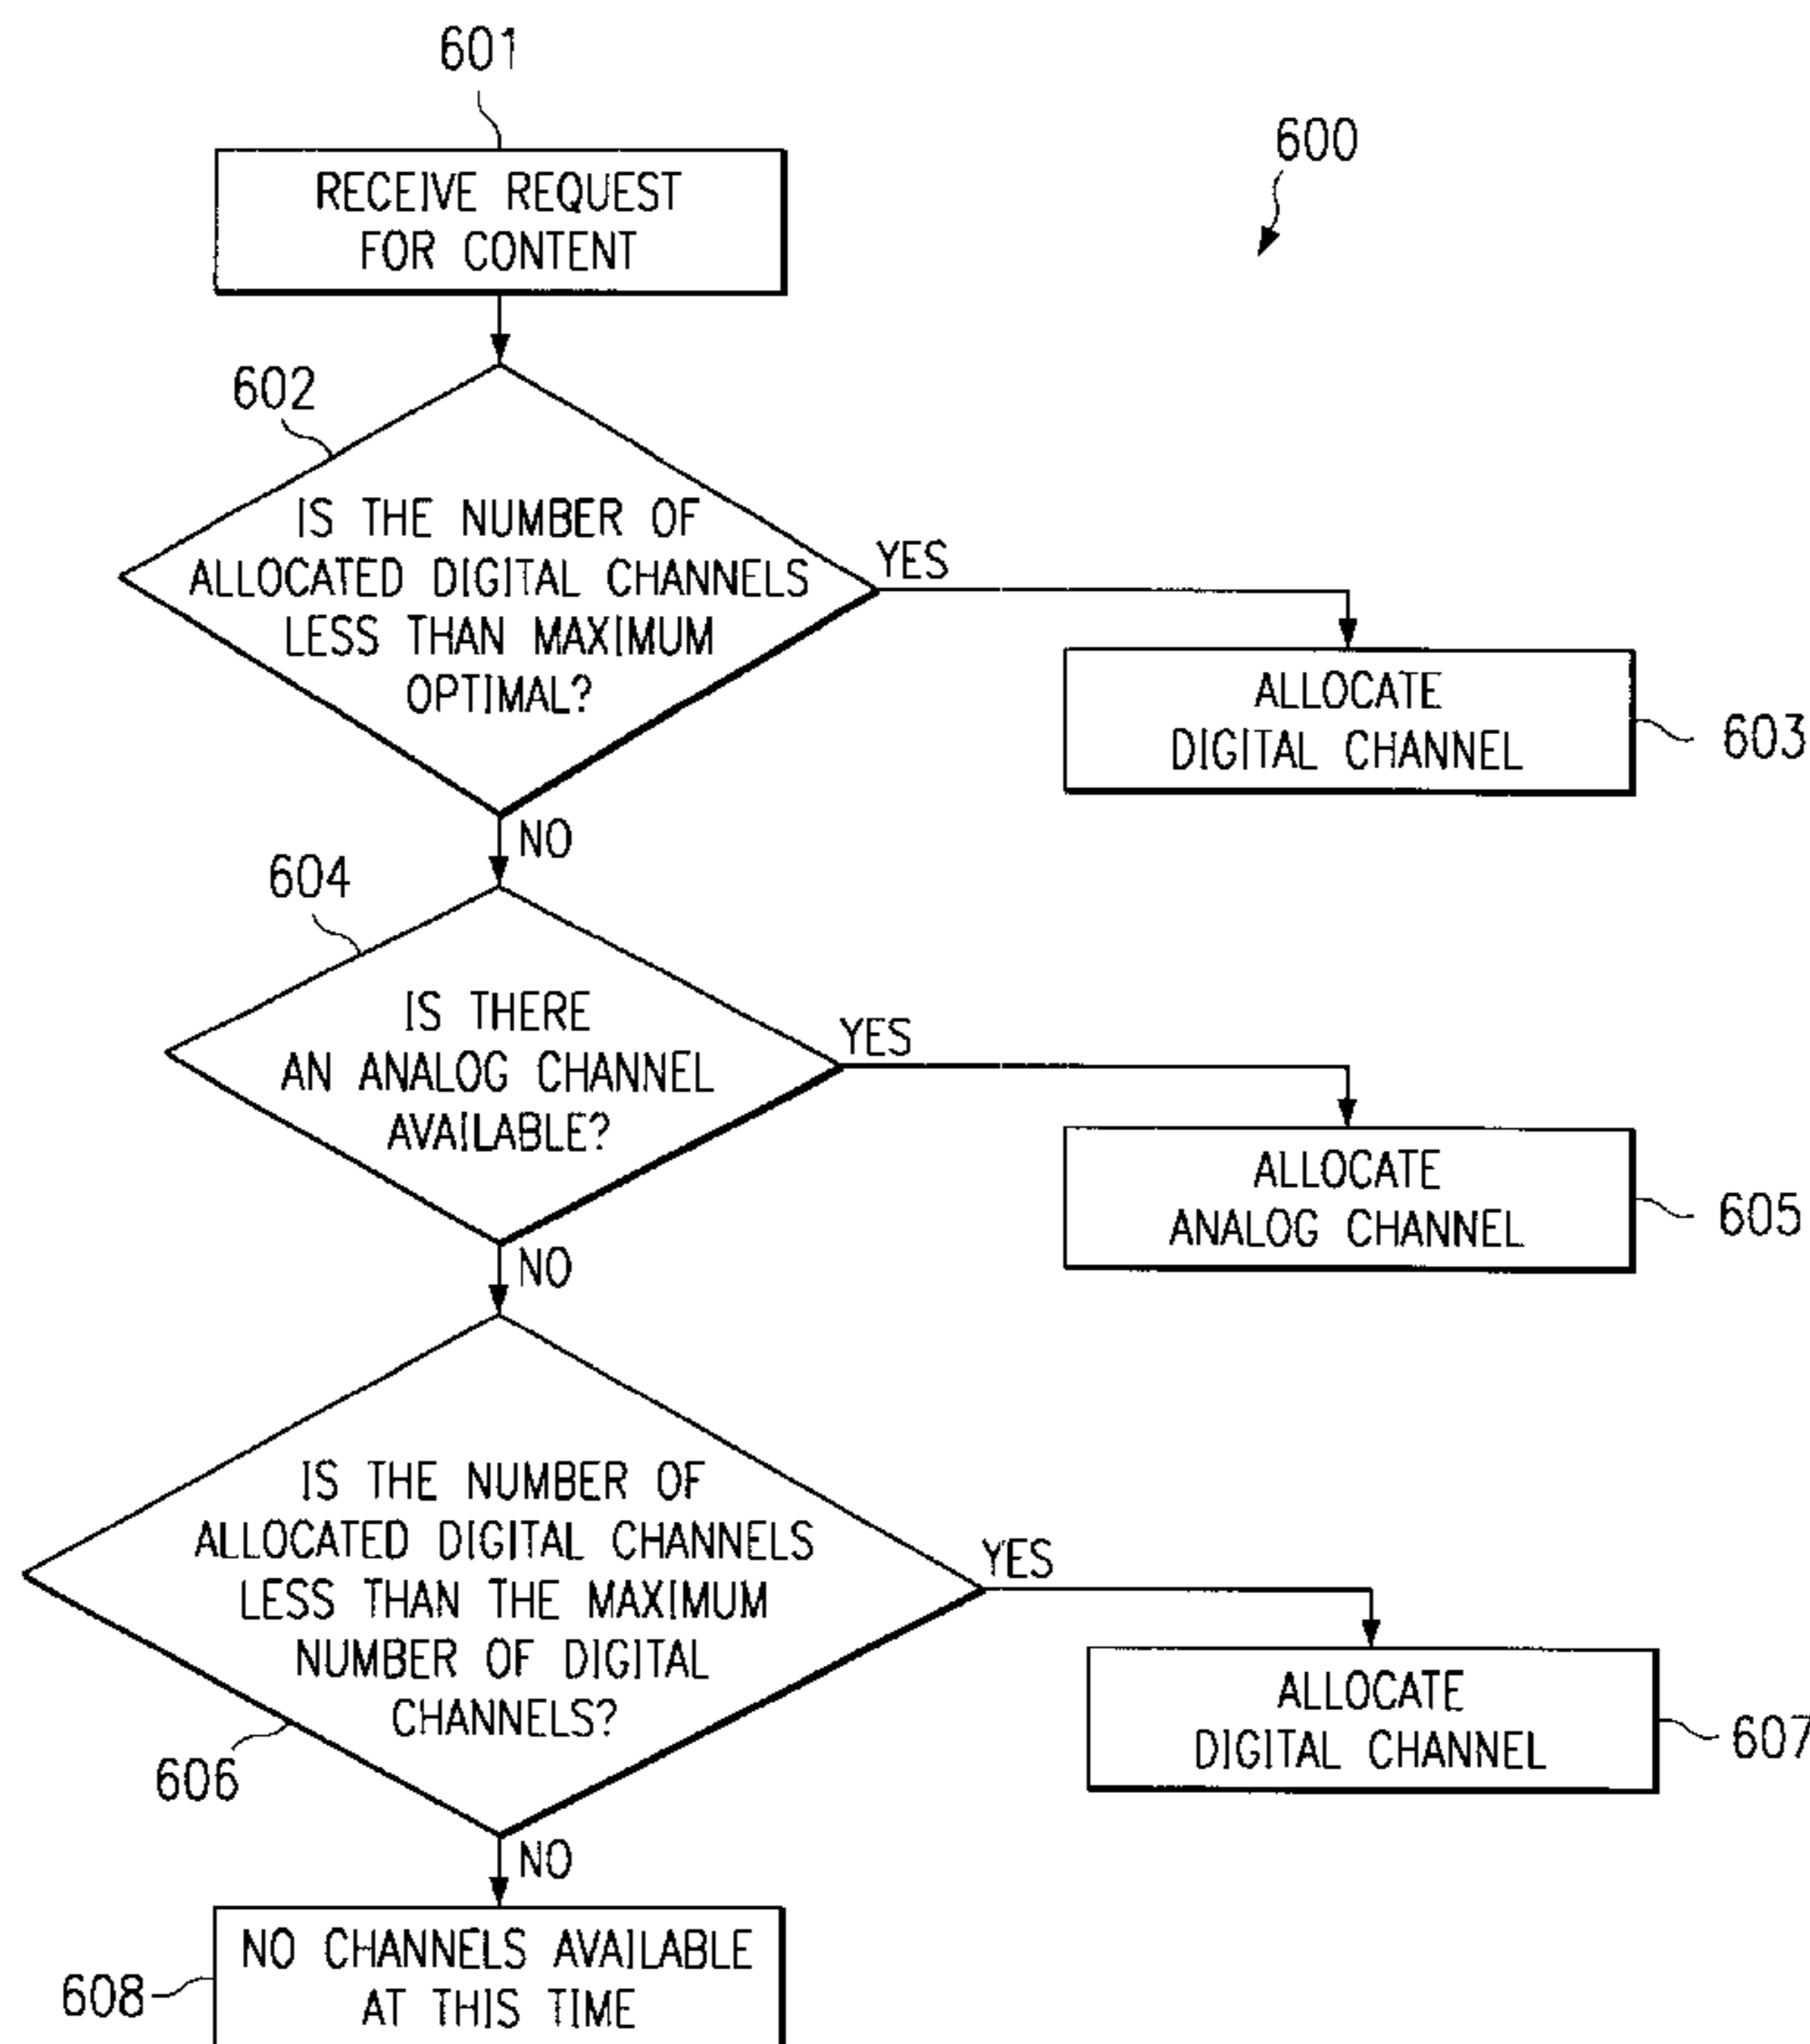 601
600
RECEIVE REQUEST
FOR CONTENT
602
IS THE NUMBER OF
ALLOCATED DIGITAL CHANNELS
LESS THAN MAXIMUM
OPTIMAL?
YES
ALLOCATE
DIGITAL CHANNEL
603
NO
604
IS THERE
AN ANALOG CHANNEL
AVAILABLE?
YES
ALLOCATE
ANALOG CHANNEL
605
NO
IS THE NUMBER OF
ALLOCATED DIGITAL CHANNELS
LESS THAN THE MAXIMUM
NUMBER OF DIGITAL
CHANNELS?
YES
606
ALLOCATE
DIGITAL CHANNEL
607
NO
NO CHANNELS AVAILABLE
AT THIS TIME
608